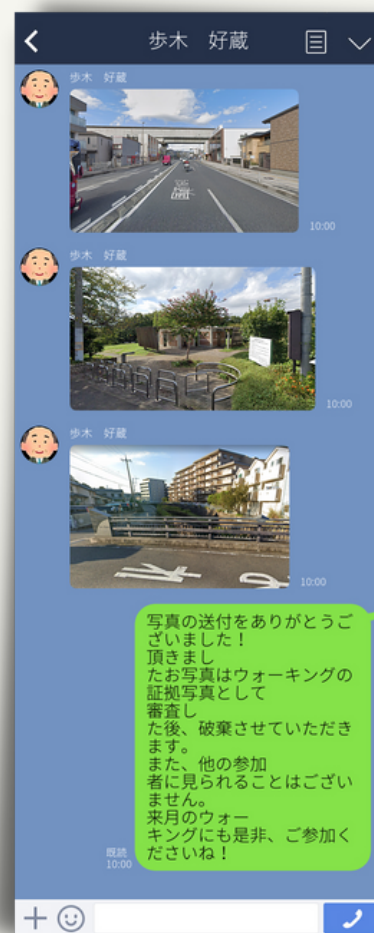 歩木　好蔵
歩木　好蔵
10:00
歩木　好蔵
10:00
歩木　好蔵
10:00
写真の送付をありがとうご
ざいました！
頂きまし
たお写真はウォーキングの
証拠写真として
審査し
た後、破棄させていただき
ます。
また、他の参加
者に見られることはござい
ません。
来月のウォー
キングにも是非、ご参加く
ださいね！
既読
10:00